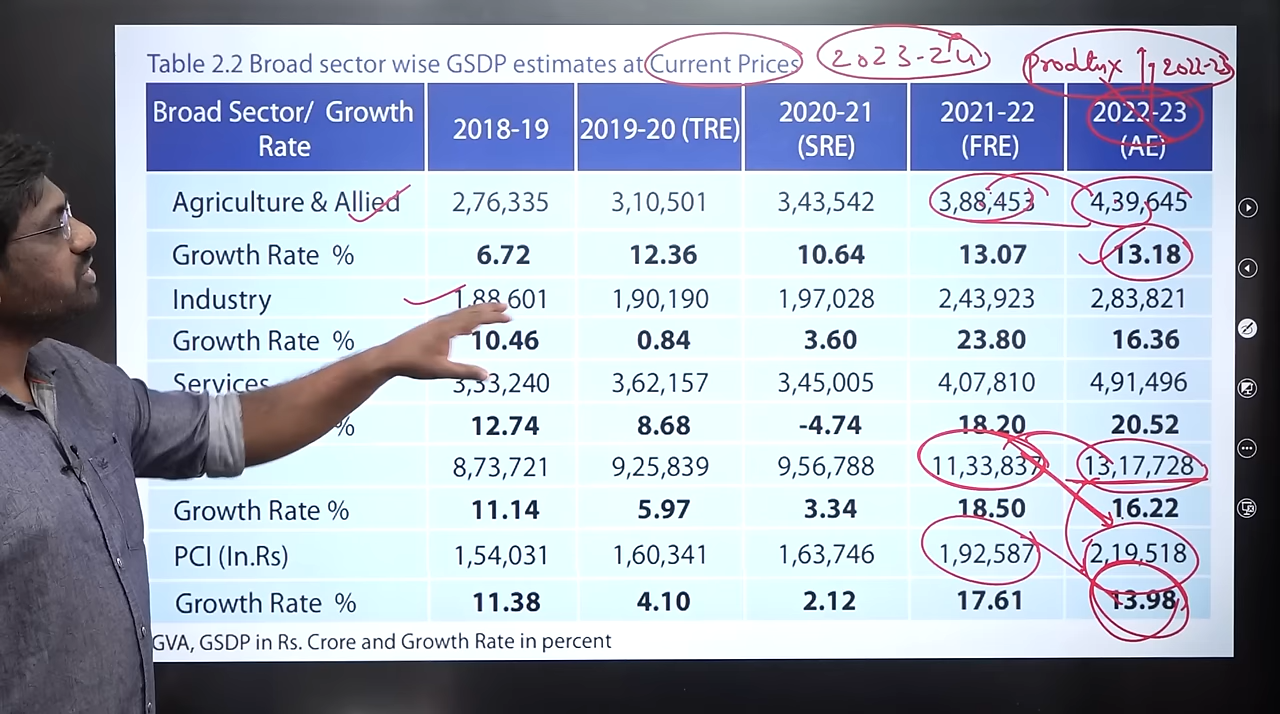 Table 2.2 Broad sector wise GSDP estimates at Current Prices 2023-24 2022-23
Broad Sector/ Growth Rate 2018-19 2019-20 (TRE) 2020-21 (SRE) 2021-22 (FRE) 2022-23 (AE)
Agriculture & Allied 2,76,335 3,10,501 3,43,542 3,88,453 4,39,645
Growth Rate % 6.72 12.36 10.64 13.07 13.18
Industry 1,88,601 1,90,190 1,97,028 2,43,923 2,83,821
Growth Rate % 10.46 0.84 3.60 23.80 16.36
Services 3,33,240 3,62,157 3,45,005 4,07,810 4,91,496
% 12.74 8.68 -4.74 18.20 20.52
8,73,721 9,25,839 9,56,788 11,33,837 13,17,728
Growth Rate % 11.14 5.97 3.34 18.50 16.22
PCI (In.Rs) 1,54,031 1,60,341 1,63,746 1,92,587 2,19,518
Growth Rate % 11.38 4.10 2.12 17.61 13.98
GVA, GSDP in Rs. Crore and Growth Rate in percent